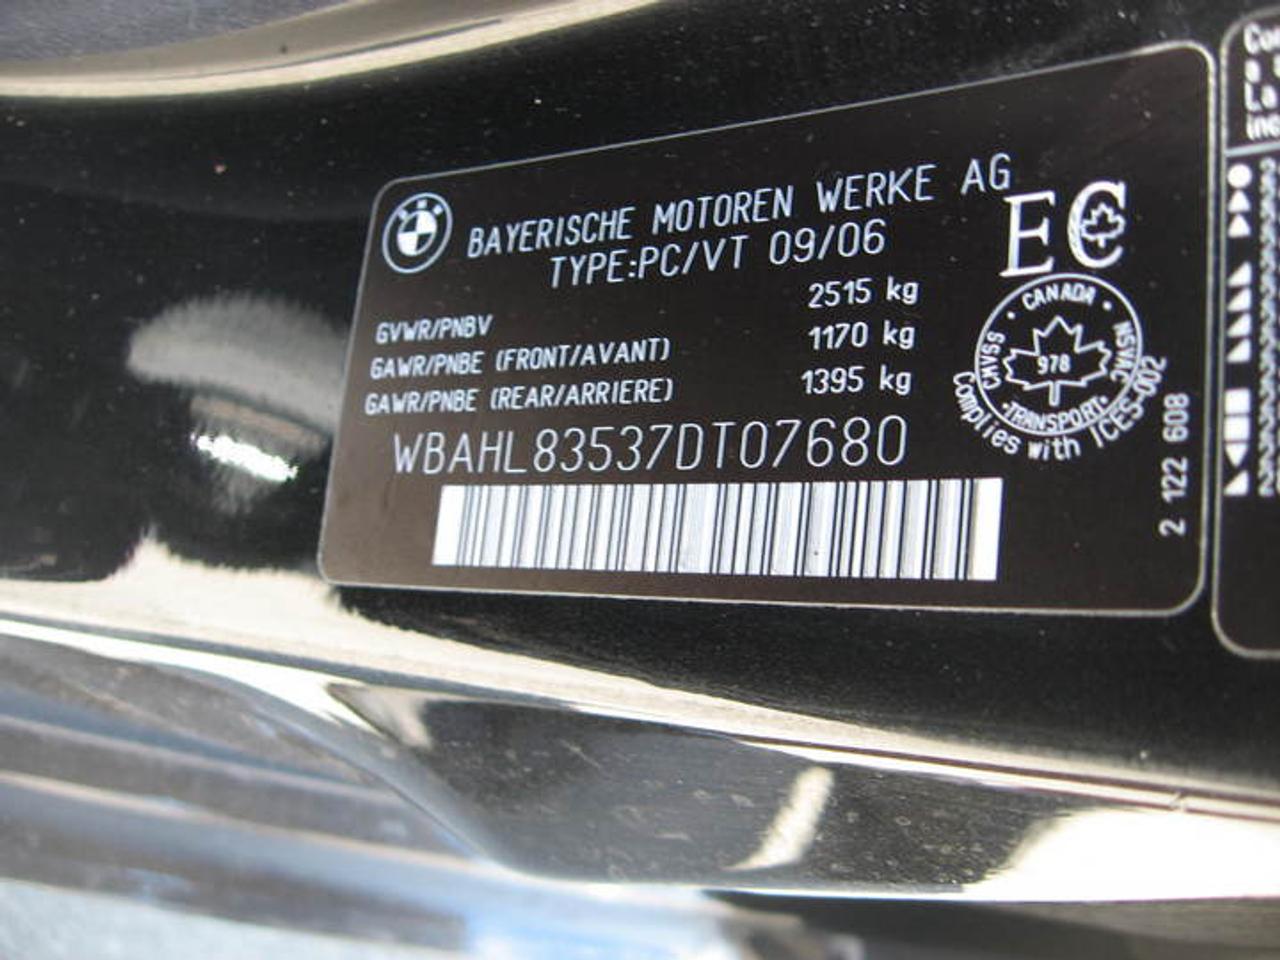 BAYERISCHE MOTOREN WERKE AG
TYPE:PC/VT 09/06
GVWR/PNBV 2515 kg
GAWR/PNBE (FRONT/AVANT) 1170 kg
GAWR/PNBE (REAR/ARRIERE) 1395 kg
WBAHL83537DT07680
EC
CANADA
CMVSS
NSVAC
978
TRANSPORT
Complies with ICES-002
2 122 608
La